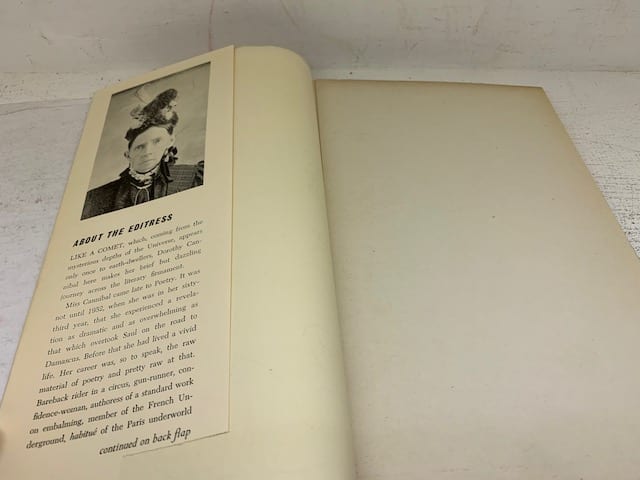 ABOUT THE EDITRESS
LIKE A COMET, which, coming from the
mysterious depths of the Universe, appears
only once to earth-dwellers, Dorothy Can-
nibal here makes her brief but dazzling
journey across the literary firmament.
Miss Cannibal came late to Poetry. It was
not until 1952, when she was in her sixty-
third year, that she experienced a revela-
tion as dramatic and as overwhelming as
that which overtook Saul on the road to
Damascus. Before that she had lived a vivid
life. Her career was, so to speak, the raw
material of poetry and pretty raw at that.
Bareback rider in a circus, gun-runner, con-
fidence-woman, authoress of a standard work
on embalming, member of the French Un-
derground, habitué of the Paris underworld
continued on back flap